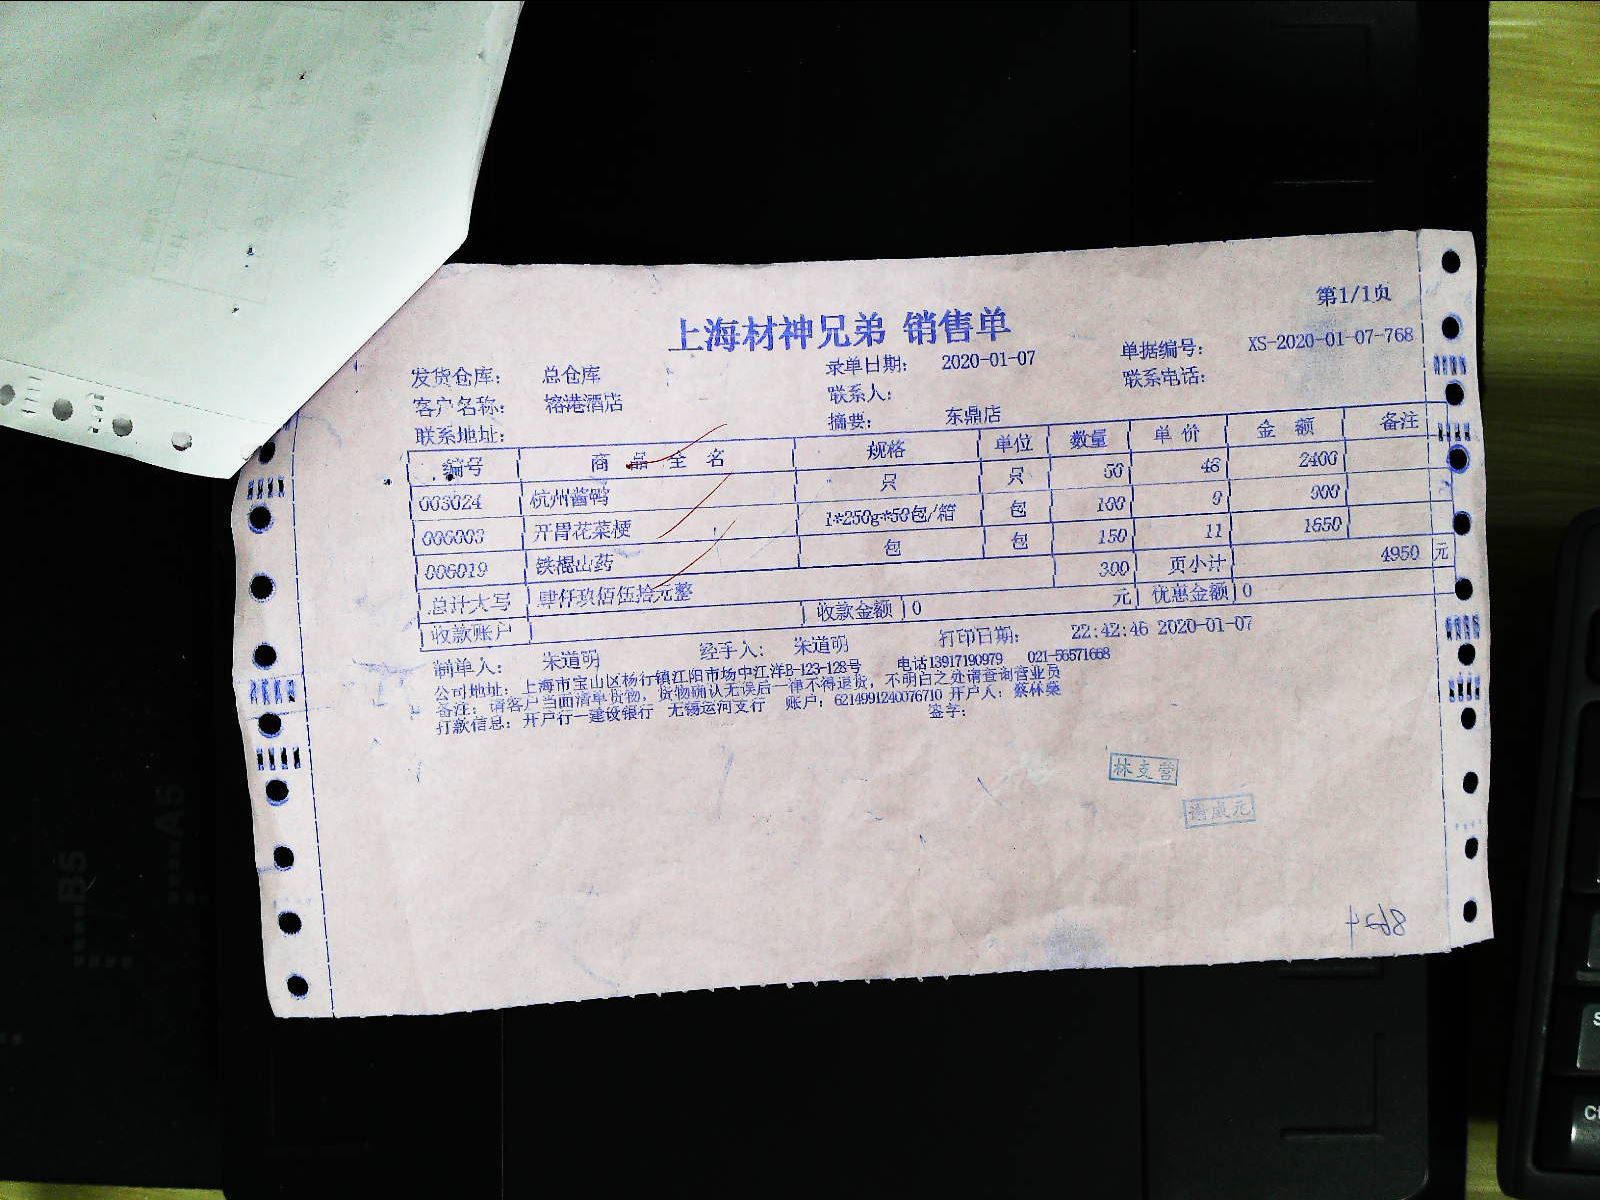 第1/1页
上海材神兄弟 销售单
发货仓库： 总仓库 录单日期： 2020-01-07 单据编号： XS-2020-01-07-768
客户名称： 榕港酒店 联系人： 联系电话：
联系地址： 摘要： 东鼎店
编号 商品全名 规格 单位 数量 单价 金额 备注
003024 杭州酱鸭 只 只 50 48 2400
006003 开胃花菜梗 1*250g*50包/箱 包 100 9 900
006019 铁棍山药 包 包 150 11 1650
总计大写 肆仟玖佰伍拾元整 300 页小计 4950 元
收款账户 收款金额 0 元 优惠金额 0
制单人： 朱道明 经手人： 朱道明 打印日期： 22:42:46 2020-01-07
公司地址：上海市宝山区杨行镇江阳市场中江洋B-123-128号 电话13917190979 021-56571668
备注：请客户当面清单货物，货物确认无误后一律不得退货，不明白之处请查询营业员
打款信息：开户行—建设银行 无锡运河支行 账户：6214991240076710 开户人：蔡林燊
签字：
林支营
B5
A5